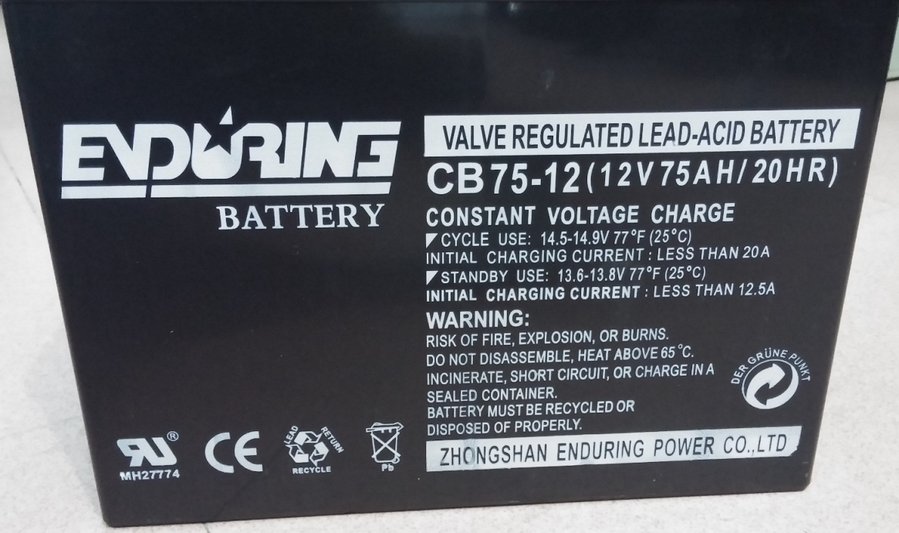 ENDURING
BATTERY
VALVE REGULATED LEAD-ACID BATTERY
CB75-12(12V75AH/20HR)
CONSTANT VOLTAGE CHARGE
CYCLE USE: 14.5-14.9V 77°F (25°C)
INITIAL CHARGING CURRENT : LESS THAN 20A
STANDBY USE: 13.6-13.8V 77°F (25°C)
INITIAL CHARGING CURRENT : LESS THAN 12.5A
WARNING:
RISK OF FIRE, EXPLOSION, OR BURNS.
DO NOT DISASSEMBLE, HEAT ABOVE 65°C.
INCINERATE, SHORT CIRCUIT, OR CHARGE IN A
SEALED CONTAINER.
BATTERY MUST BE RECYCLED OR
DISPOSED OF PROPERLY.
ZHONGSHAN ENDURING POWER CO.,LTD
DER GRÜNE PUNKT
RU®
MH27774
CE
LEAD RETURN
RECYCLE
Pb